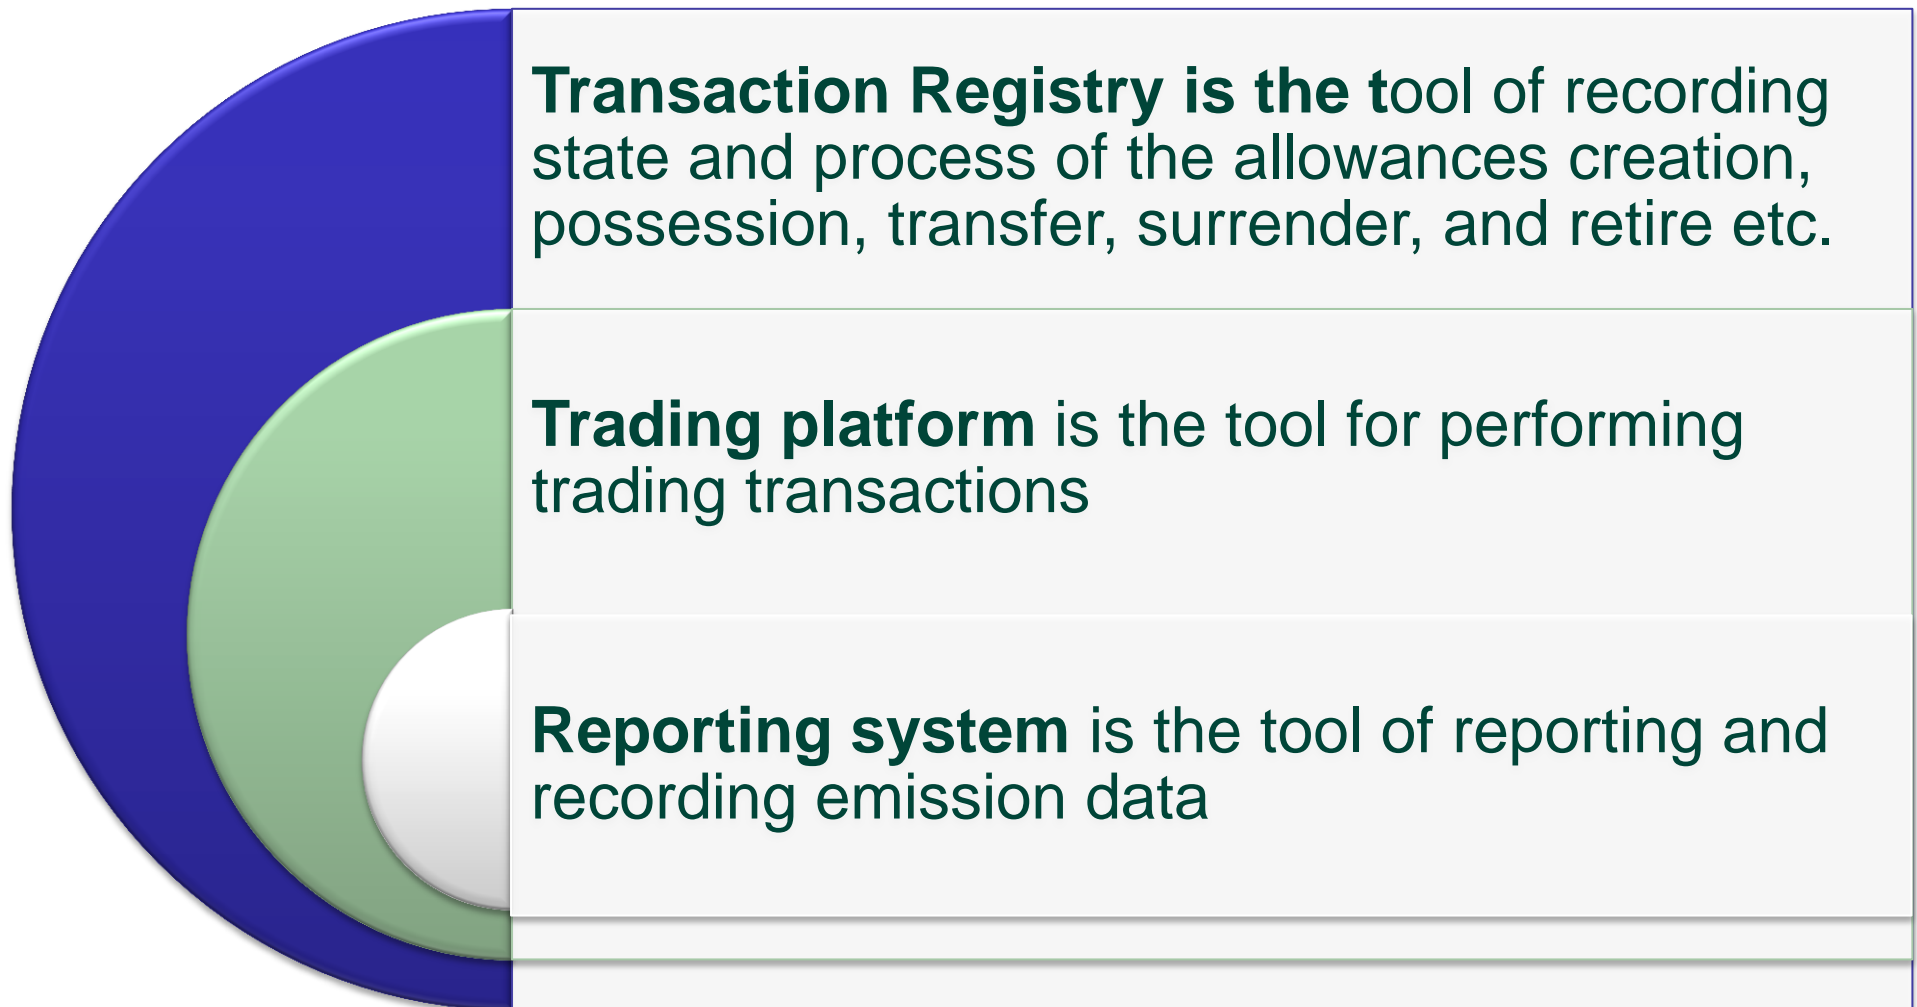 Transaction Registry is the tool of recording
state and process of the allowances creation,
possession, transfer, surrender, and retire etc.
Trading platform is the tool for performing
trading transactions
Reporting system is the tool of reporting and
recording emission data